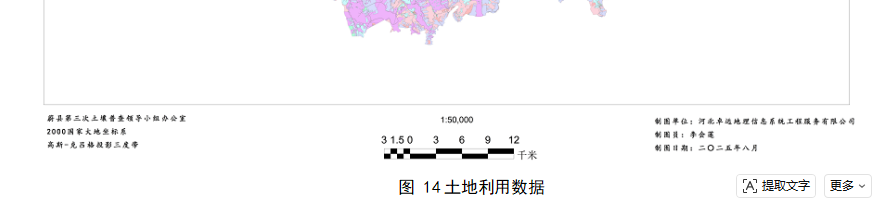 蔚县第三次土壤普查领导小组办公室
2000国家大地坐标系
高斯-克吕格投影三度带
1:50,000
3 1.5 0 3 6 9 12
千米
制图单位：河北卓远地理信息系统工程服务有限公司
制图员：李会莲
制图日期：二〇二五年八月
图 14 土地利用数据
提取文字
更多